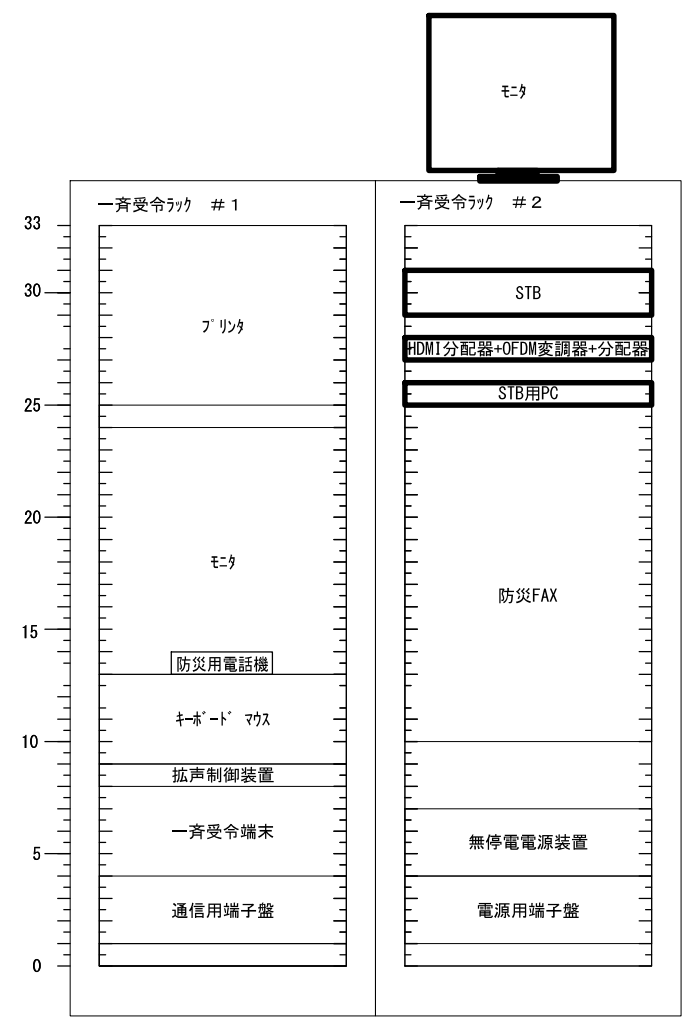 モニタ
一斉受令ラック ＃１
一斉受令ラック ＃２
33
30
25
20
15
10
5
0
プリンタ
モニタ
防災用電話機
キーボード マウス
拡声制御装置
一斉受令端末
通信用端子盤
STB
HDMI分配器+OFDM変調器+分配器
STB用PC
防災FAX
無停電電源装置
電源用端子盤